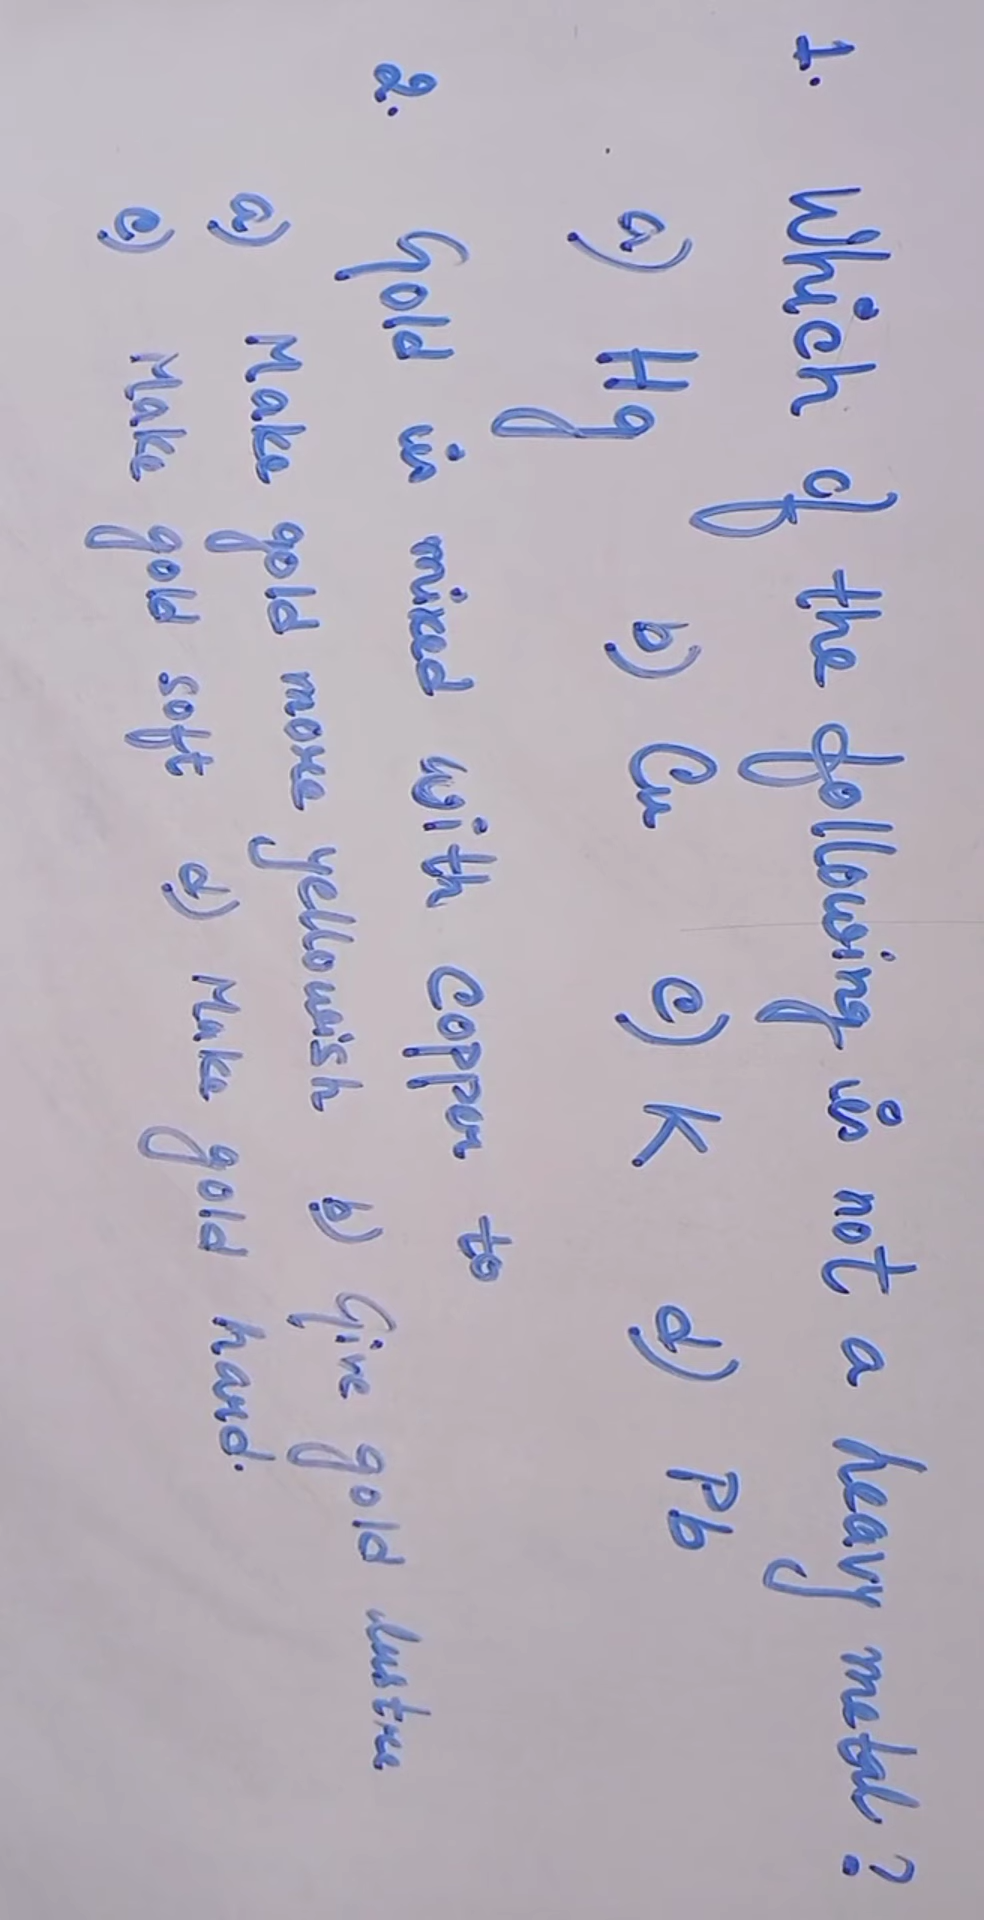 1. Which of the following is not a heavy metal?
a) Hg b) Cu c) K d) Pb
2. Gold is mixed with Copper to
a) Make gold more yellowish b) Give gold lustre
c) Make gold soft d) Make gold hard.